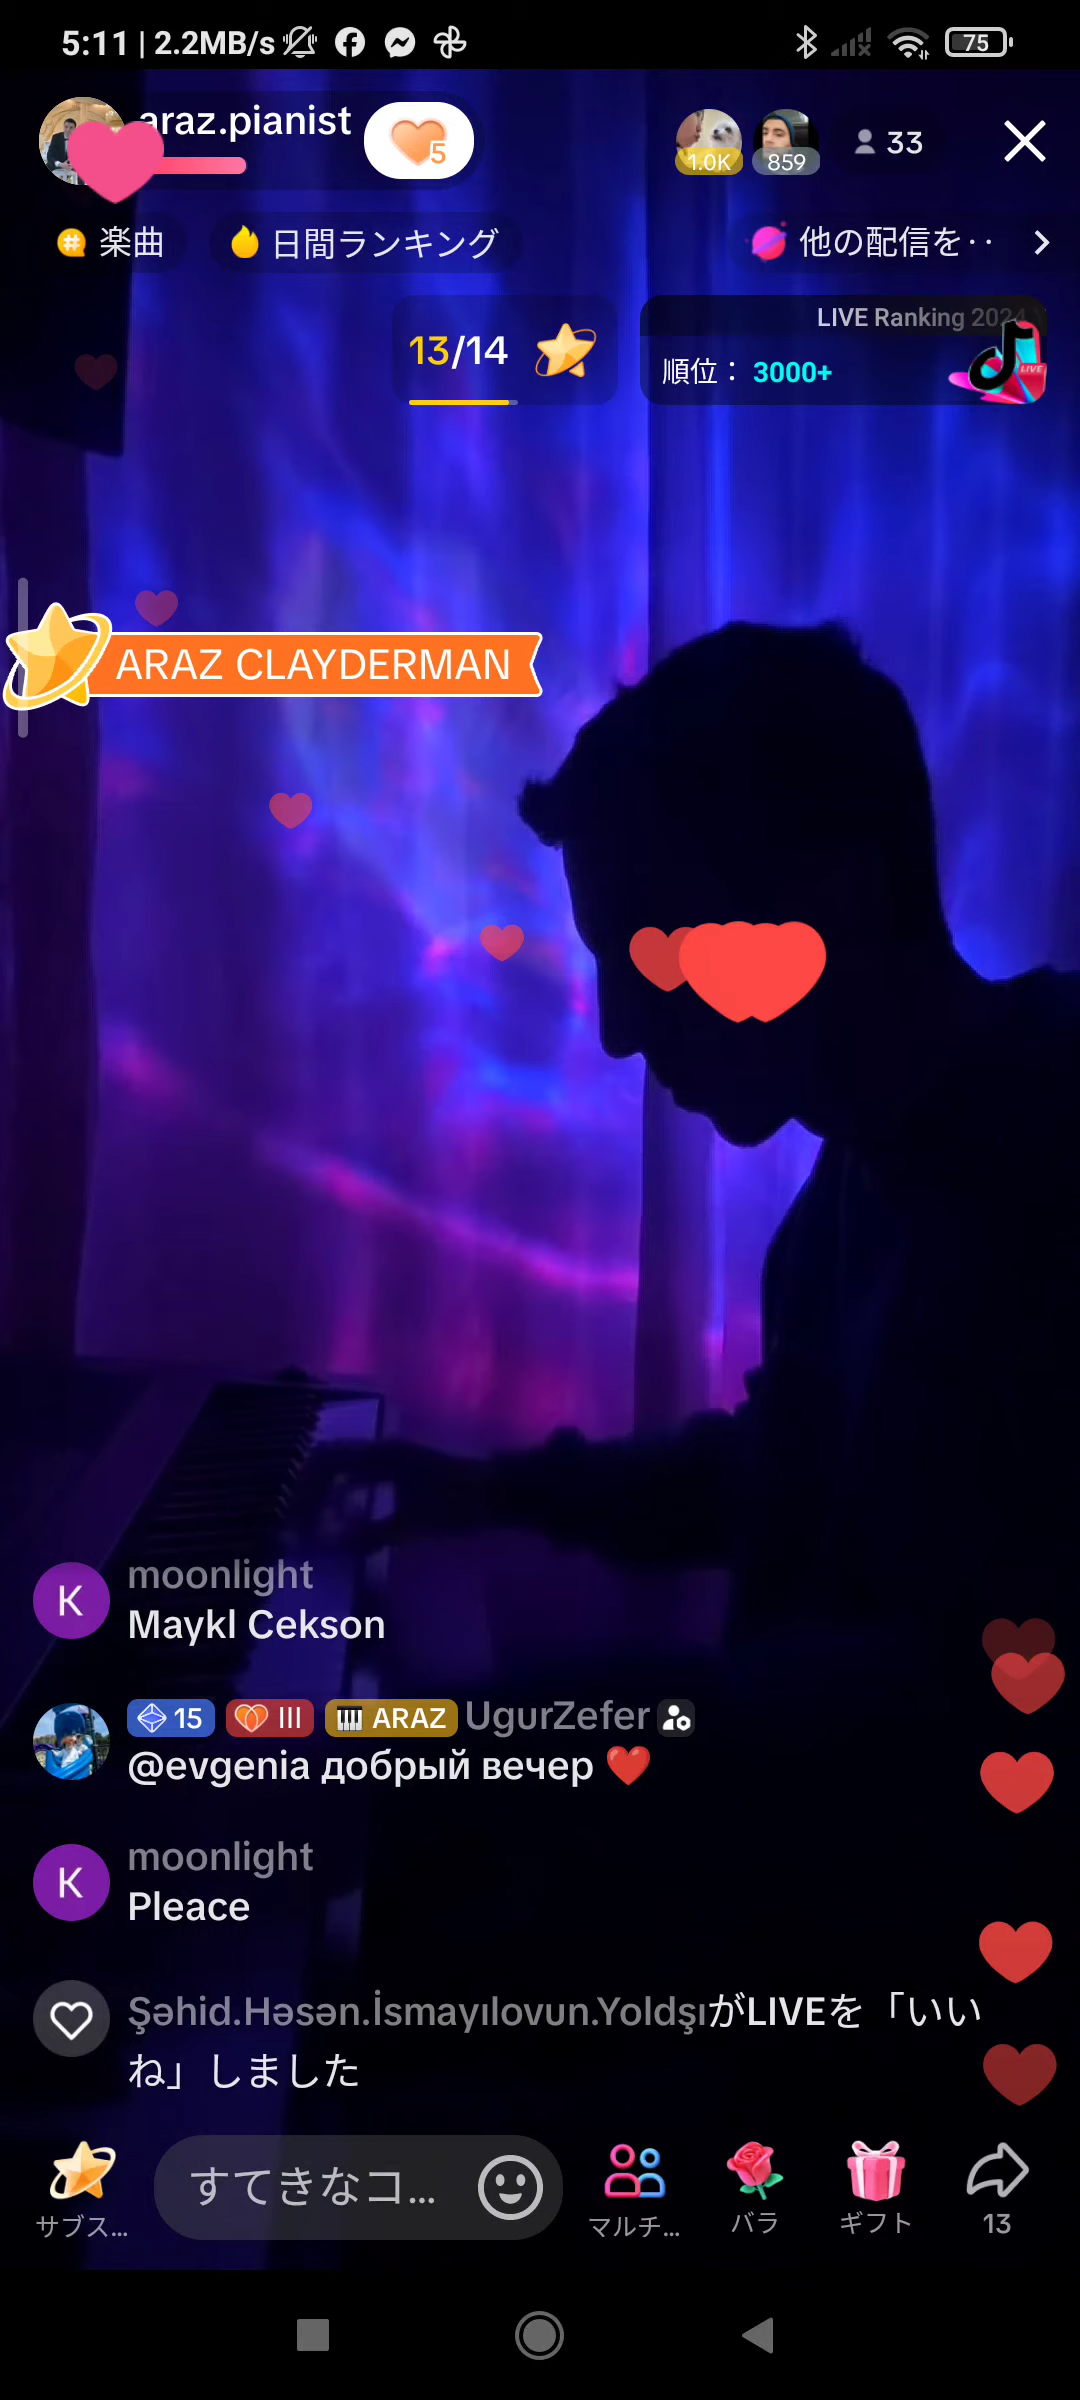 5:11 | 2.2MB/s
75
araz.pianist
5
1.0K
859
33
楽曲
日間ランキング
他の配信を‥
13/14
LIVE Ranking 2024
順位： 3000+
LIVE
ARAZ CLAYDERMAN
K
moonlight
Maykl Cekson
15
III
ARAZ
UgurZefer
@evgenia добрый вечер ❤️
K
moonlight
Pleace
Şəhid.Həsən.İsmayılovun.YoldşıがLIVEを「いい
ね」しました
すてきなコ...
サブス...
マルチ...
バラ
ギフト
13